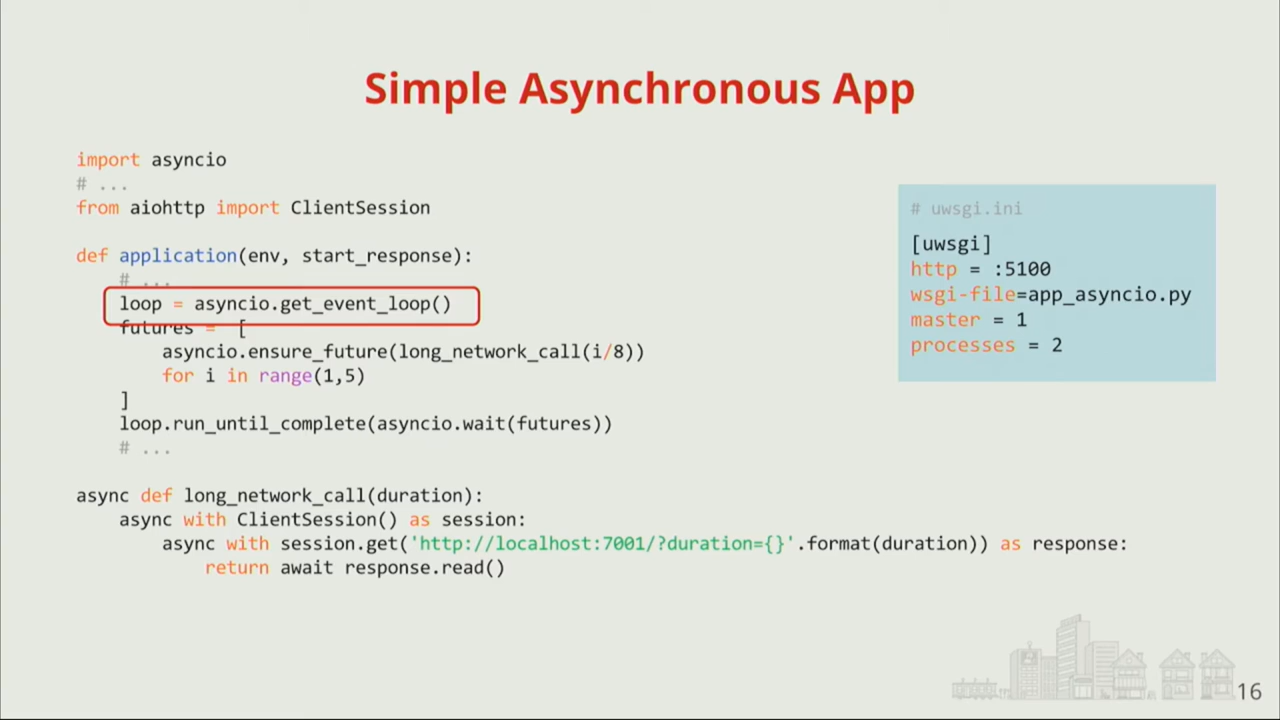 Simple Asynchronous App
import asyncio
# ...
from aiohttp import ClientSession
def application(env, start_response):
# ...
loop = asyncio.get_event_loop()
futures = [
asyncio.ensure_future(long_network_call(i/8))
for i in range(1,5)
]
loop.run_until_complete(asyncio.wait(futures))
# ...
async def long_network_call(duration):
async with ClientSession() as session:
async with session.get('http://localhost:7001/?duration={}'.format(duration)) as response:
return await response.read()
# uwsgi.ini
[uwsgi]
http = :5100
wsgi-file=app_asyncio.py
master = 1
processes = 2
16